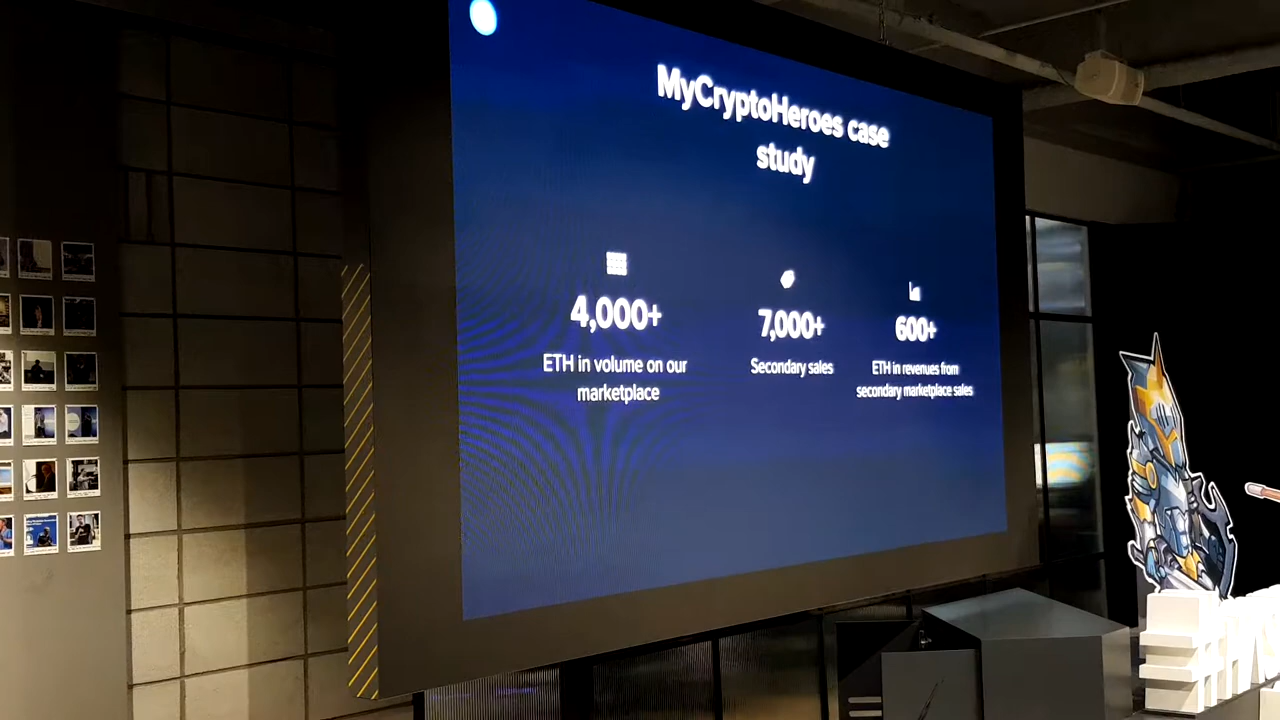 MyCryptoHeroes case
study
4,000+
ETH in volume on our
marketplace
7,000+
Secondary sales
600+
ETH in revenues from
secondary marketplace sales